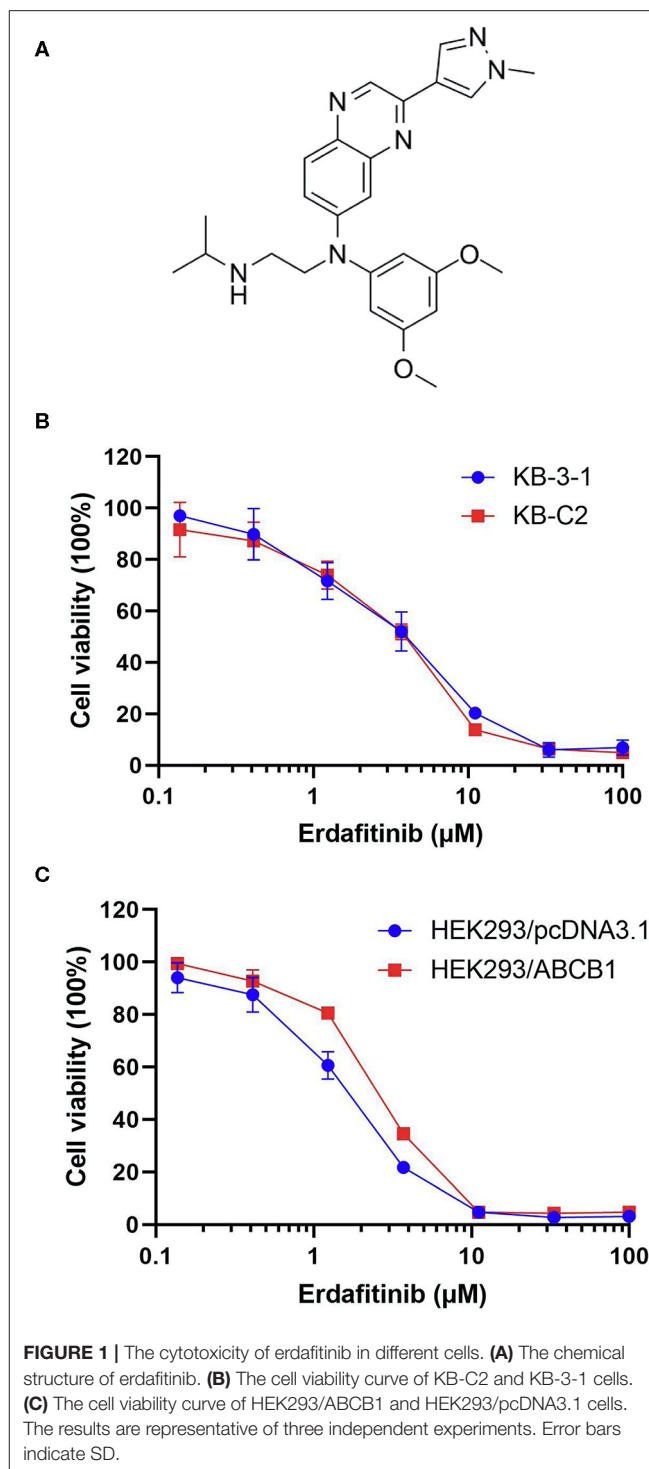 A
N
N
N
N
N
N
H
O
O
B
120
100
80
60
40
20
0
Cell viability (100%)
KB-3-1
KB-C2
0.1 1 10 100
Erdafitinib (µM)
C
120
100
80
60
40
20
0
Cell viability (100%)
HEK293/pcDNA3.1
HEK293/ABCB1
0.1 1 10 100
Erdafitinib (µM)
FIGURE 1 | The cytotoxicity of erdafitinib in different cells. (A) The chemical
structure of erdafitinib. (B) The cell viability curve of KB-C2 and KB-3-1 cells.
(C) The cell viability curve of HEK293/ABCB1 and HEK293/pcDNA3.1 cells.
The results are representative of three independent experiments. Error bars
indicate SD.